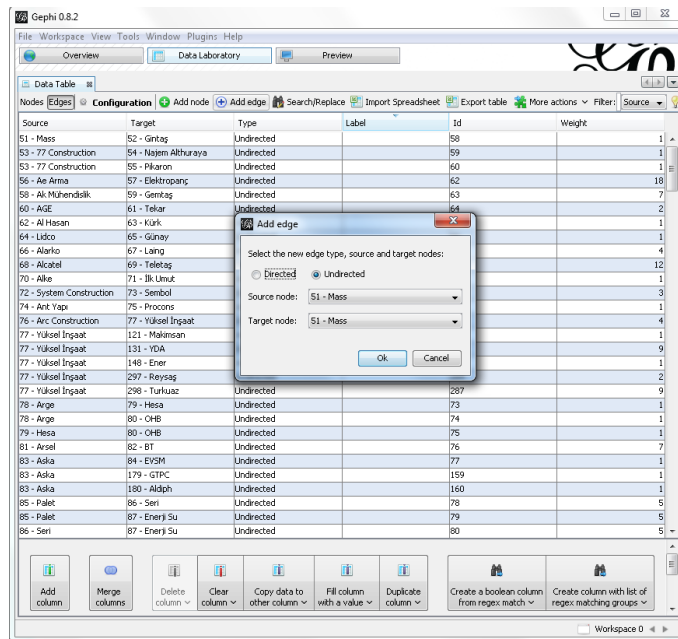 Gephi 0.8.2
File Workspace View Tools Window Plugins Help
Overview Data Laboratory Preview
Data Table
Nodes Edges Configuration Add node Add edge Search/Replace Import Spreadsheet Export table More actions Filter: Source
Source Target Type Label Id Weight
51 - Mass 52 - Gintaş Undirected 58 1
53 - 77 Construction 54 - Najem Althuraya Undirected 59 1
53 - 77 Construction 55 - Pikaron Undirected 60 1
56 - Ae Arma 57 - Elektropanç Undirected 62 18
58 - Ak Mühendislik 59 - Gemtaş Undirected 63 7
60 - AGE 61 - Tekar Undirected 64 2
62 - Al Hasan 63 - Kürk 1
64 - Lidco 65 - Günay 1
66 - Alarko 67 - Laing 4
68 - Alcatel 69 - Teletaş 12
70 - Alke 71 - İlk Umut 1
72 - System Construction 73 - Sembol 3
74 - Ant Yapı 75 - Procons 1
76 - Arc Construction 77 - Yüksel İnşaat 4
77 - Yüksel İnşaat 121 - Makimsan 1
77 - Yüksel İnşaat 131 - YDA 9
77 - Yüksel İnşaat 148 - Ener 1
77 - Yüksel İnşaat 297 - Reysaş 2
77 - Yüksel İnşaat 298 - Turkuaz Undirected 287 9
78 - Arge 79 - Hesa Undirected 73 1
78 - Arge 80 - OHB Undirected 74 1
79 - Hesa 80 - OHB Undirected 75 1
81 - Arsel 82 - BT Undirected 76 7
83 - Aska 84 - EVSM Undirected 77 1
83 - Aska 179 - GTPC Undirected 159 1
83 - Aska 180 - Aldiph Undirected 160 1
85 - Palet 86 - Seri Undirected 78 5
85 - Palet 87 - Enerji Su Undirected 79 5
86 - Seri 87 - Enerji Su Undirected 80 5
Add edge
Select the new edge type, source and target nodes:
Directed Undirected
Source node: 51 - Mass
Target node: 51 - Mass
Ok Cancel
Add column
Merge columns
Delete column
Clear column
Copy data to other column
Fill column with a value
Duplicate column
Create a boolean column from regex match
Create column with list of regex matching groups
Workspace 0